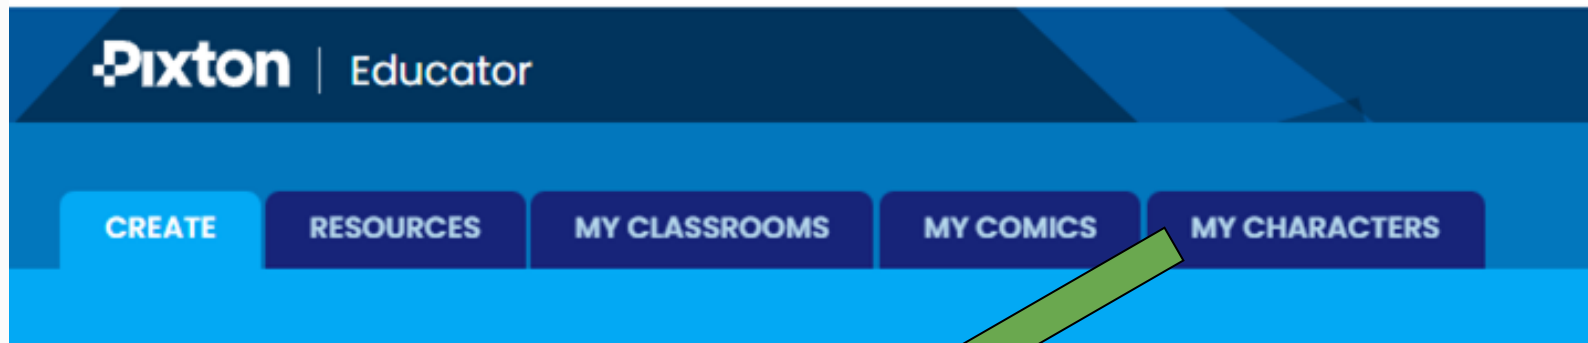 Pixton | Educator
CREATE RESOURCES MY CLASSROOMS MY COMICS MY CHARACTERS